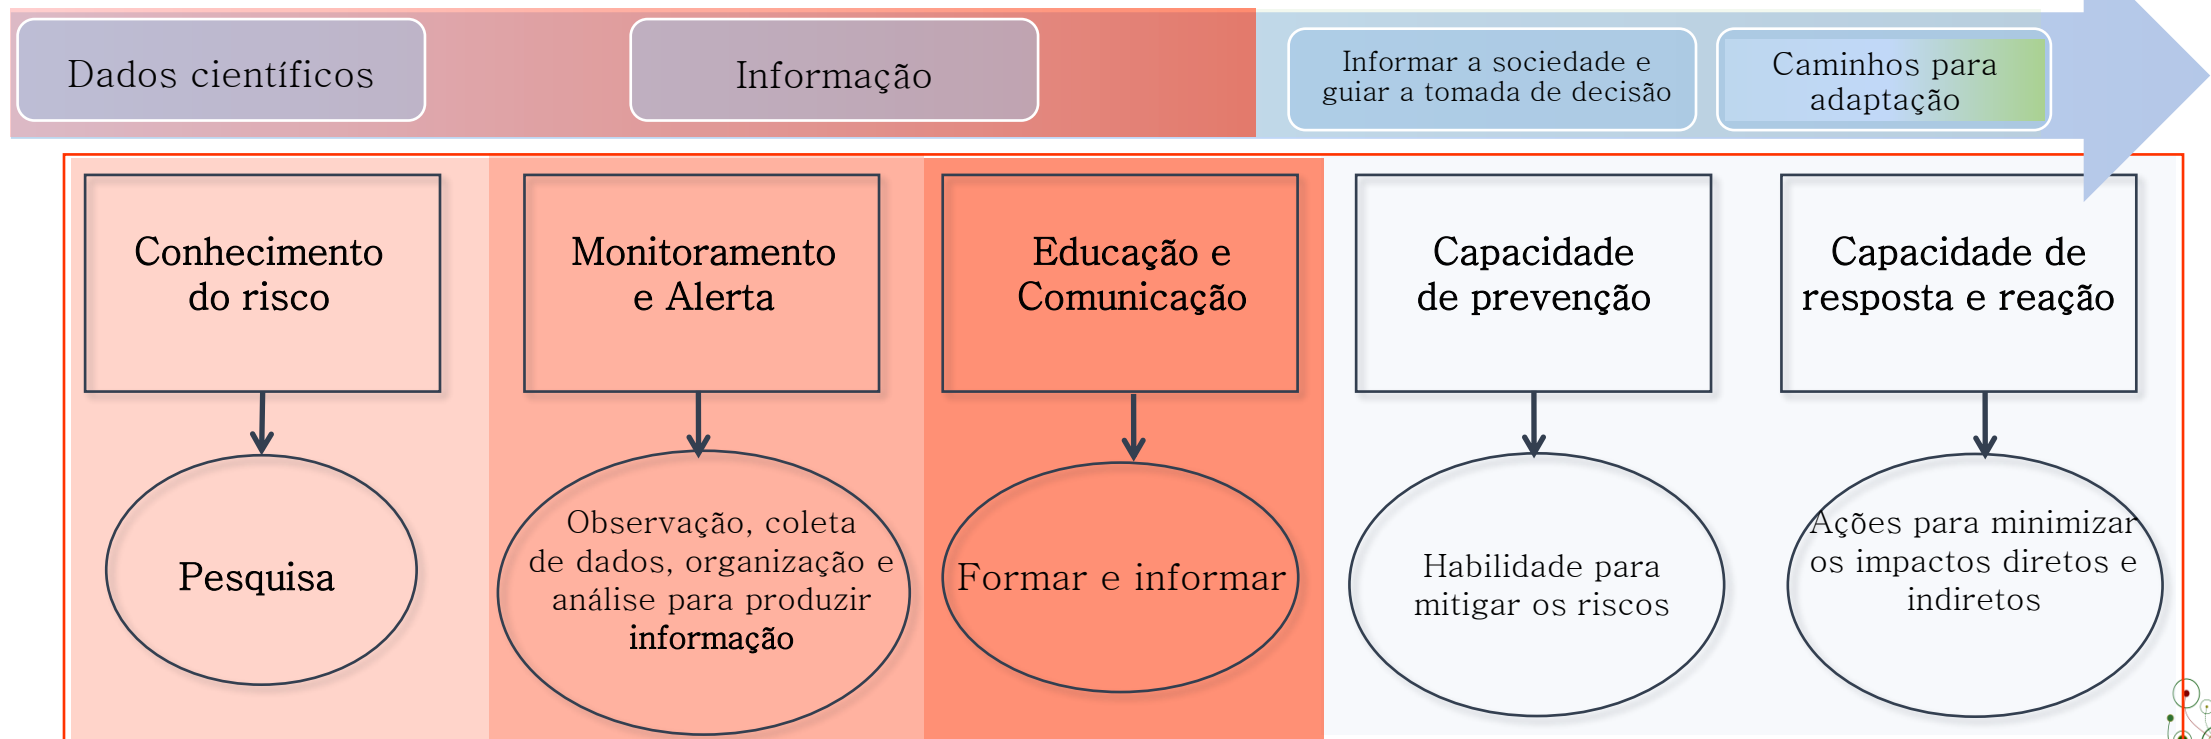 Dados científicos
Informação
Informar a sociedade e
guiar a tomada de decisão
Caminhos para
adaptação
Conhecimento
do risco
Monitoramento
e Alerta
Educação e
Comunicação
Capacidade
de prevenção
Capacidade de
resposta e reação
Pesquisa
Observação, coleta
de dados, organização e
análise para produzir
informação
Formar e informar
Habilidade para
mitigar os riscos
Ações para minimizar
os impactos diretos e
indiretos